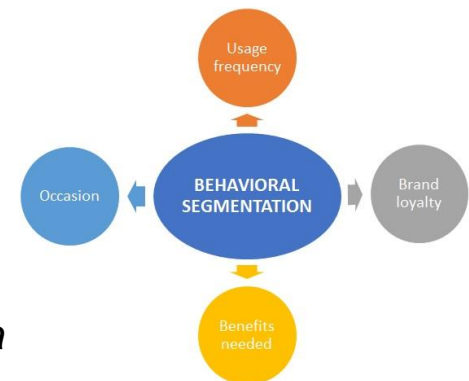 Usage
frequency
Occasion
BEHAVIORAL
SEGMENTATION
Brand
loyalty
Benefits
needed